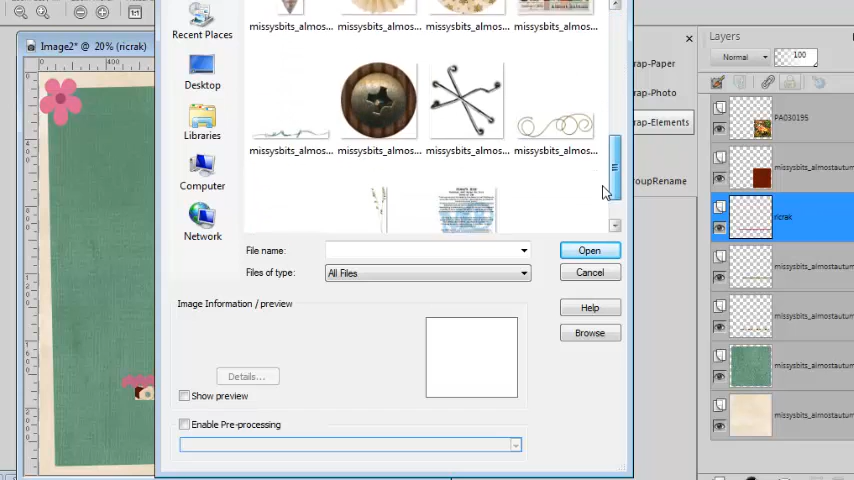 Image2* @ 20% (ricrak)
Recent Places
Desktop
Libraries
Computer
Network
missysbits_almos... missysbits_almos... missysbits_almos... missysbits_almos...
missysbits_almos... missysbits_almos... missysbits_almos... missysbits_almos...
File name:
Open
Files of type: All Files
Cancel
Image Information / preview
Help
Browse
Details...
Show preview
Enable Pre-processing
rap-Paper
rap-Photo
rap-Elements
roupRename
Layers
Normal 100
PA030195
missysbits_almostautum
ricrak
missysbits_almostautum
missysbits_almostautum
missysbits_almostautum
missysbits_almostautum